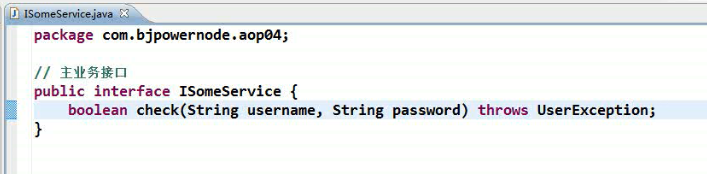 ISomeService.java
package com.bjpowernode.aop04;
// 主业务接口
public interface ISomeService {
boolean check(String username, String password) throws UserException;
}